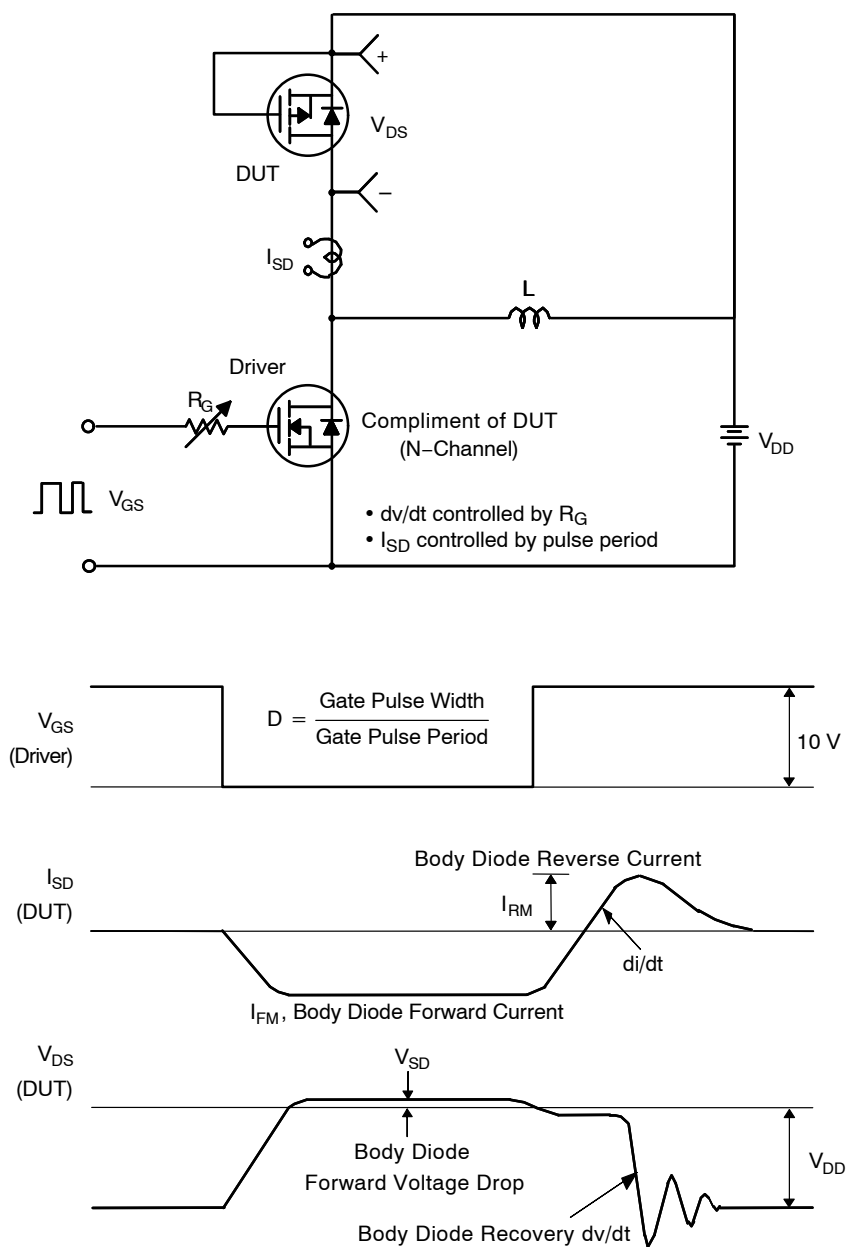 +
V_DS
DUT
−
I_SD
L
Driver
R_G
Compliment of DUT
(N−Channel)
V_DD
V_GS
• dv/dt controlled by R_G
• I_SD controlled by pulse period
V_GS
(Driver)
D = Gate Pulse Width
Gate Pulse Period
10 V
I_SD
(DUT)
Body Diode Reverse Current
I_RM
di/dt
I_FM, Body Diode Forward Current
V_DS
(DUT)
V_SD
Body Diode
Forward Voltage Drop
V_DD
Body Diode Recovery dv/dt